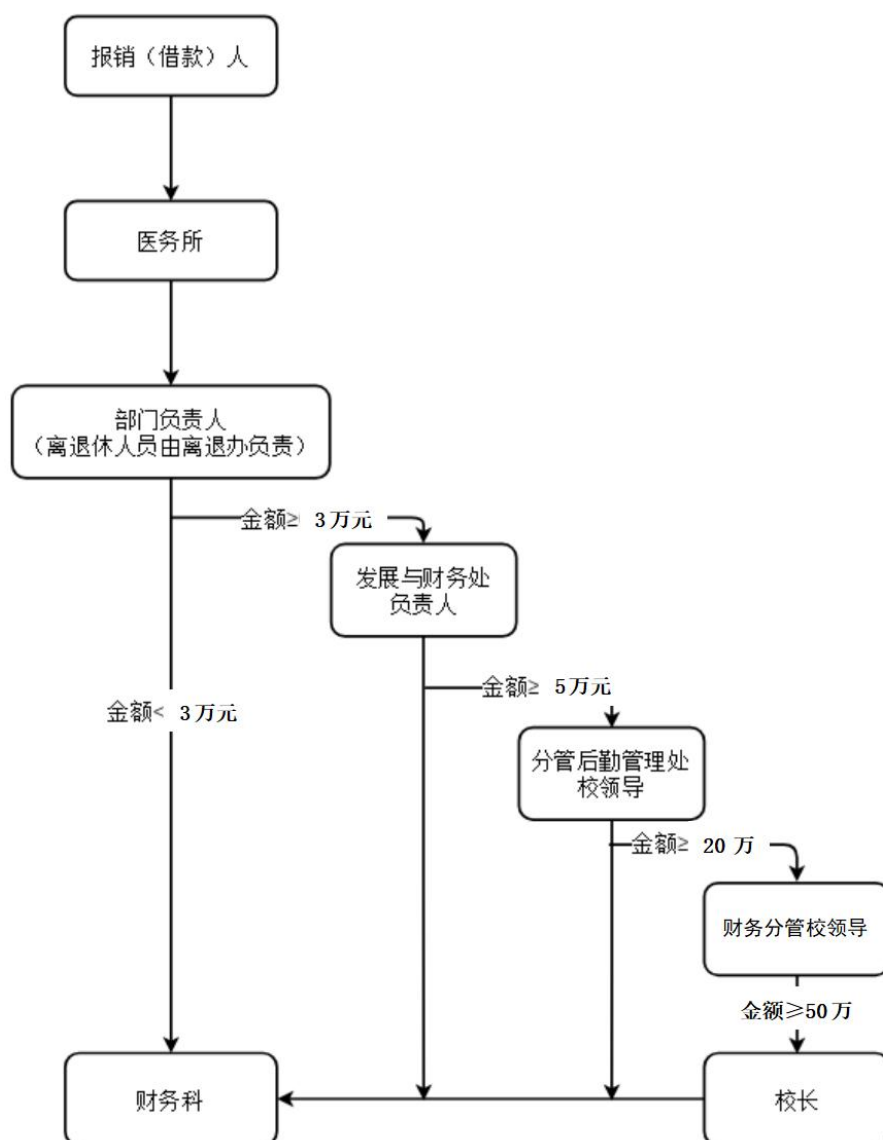 报销（借款）人
医务所
部门负责人
（离退休人员由离退办负责）
金额≥ 3万元
发展与财务处
负责人
金额≥ 5万元
金额< 3万元
分管后勤管理处
校领导
金额≥ 20 万
财务分管校领导
金额≥50万
财务科
校长